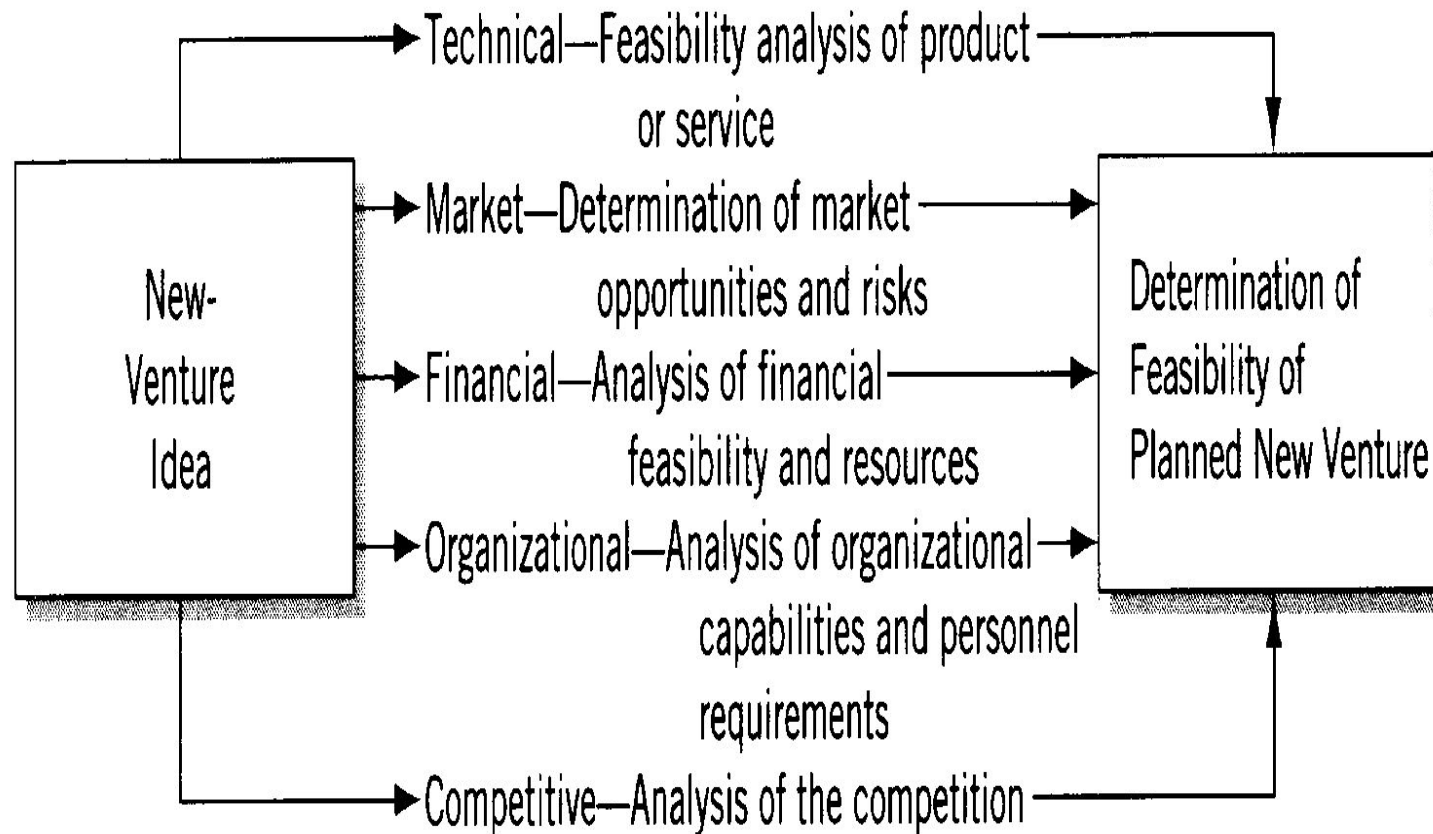 Technical—Feasibility analysis of product
or service
New-
Venture
Idea
Market—Determination of market
opportunities and risks
Financial—Analysis of financial
feasibility and resources
Organizational—Analysis of organizational
capabilities and personnel
requirements
Competitive—Analysis of the competition
Determination of
Feasibility of
Planned New Venture